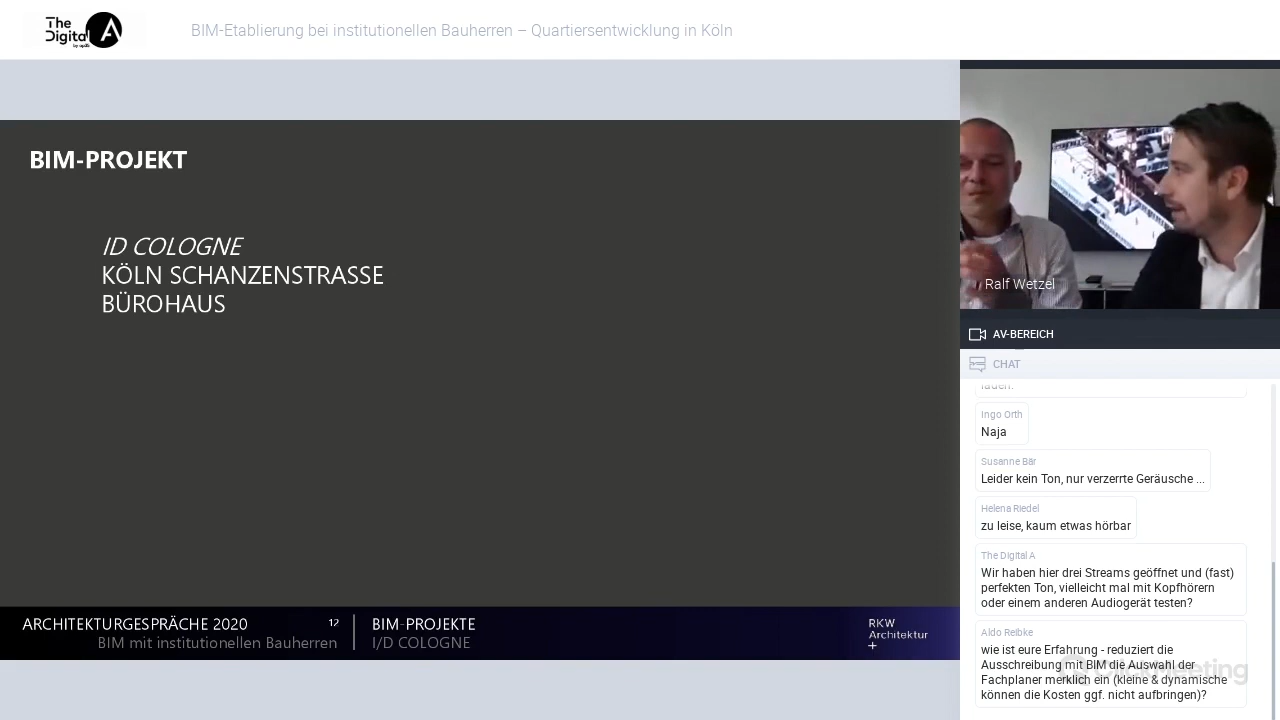 The
Digital
by aplus
BIM-Etablierung bei institutionellen Bauherren – Quartiersentwicklung in Köln
BIM-PROJEKT
ID COLOGNE
KÖLN SCHANZENSTRASSE
BÜROHAUS
ARCHITEKTURGESPRÄCHE 2020
12
BIM mit institutionellen Bauherren
BIM-PROJEKTE
I/D COLOGNE
RKW
Architektur
+
Ralf Wetzel
AV-BEREICH
CHAT
laden.
Ingo Orth
Naja
Susanne Bär
Leider kein Ton, nur verzerrte Geräusche ...
Helena Riedel
zu leise, kaum etwas hörbar
The Digital A
Wir haben hier drei Streams geöffnet und (fast)
perfekten Ton, vielleicht mal mit Kopfhörern
oder einem anderen Audiogerät testen?
Aldo Reibke
wie ist eure Erfahrung - reduziert die
Ausschreibung mit BIM die Auswahl der
Fachplaner merklich ein (kleine & dynamische
können die Kosten ggf. nicht aufbringen)?